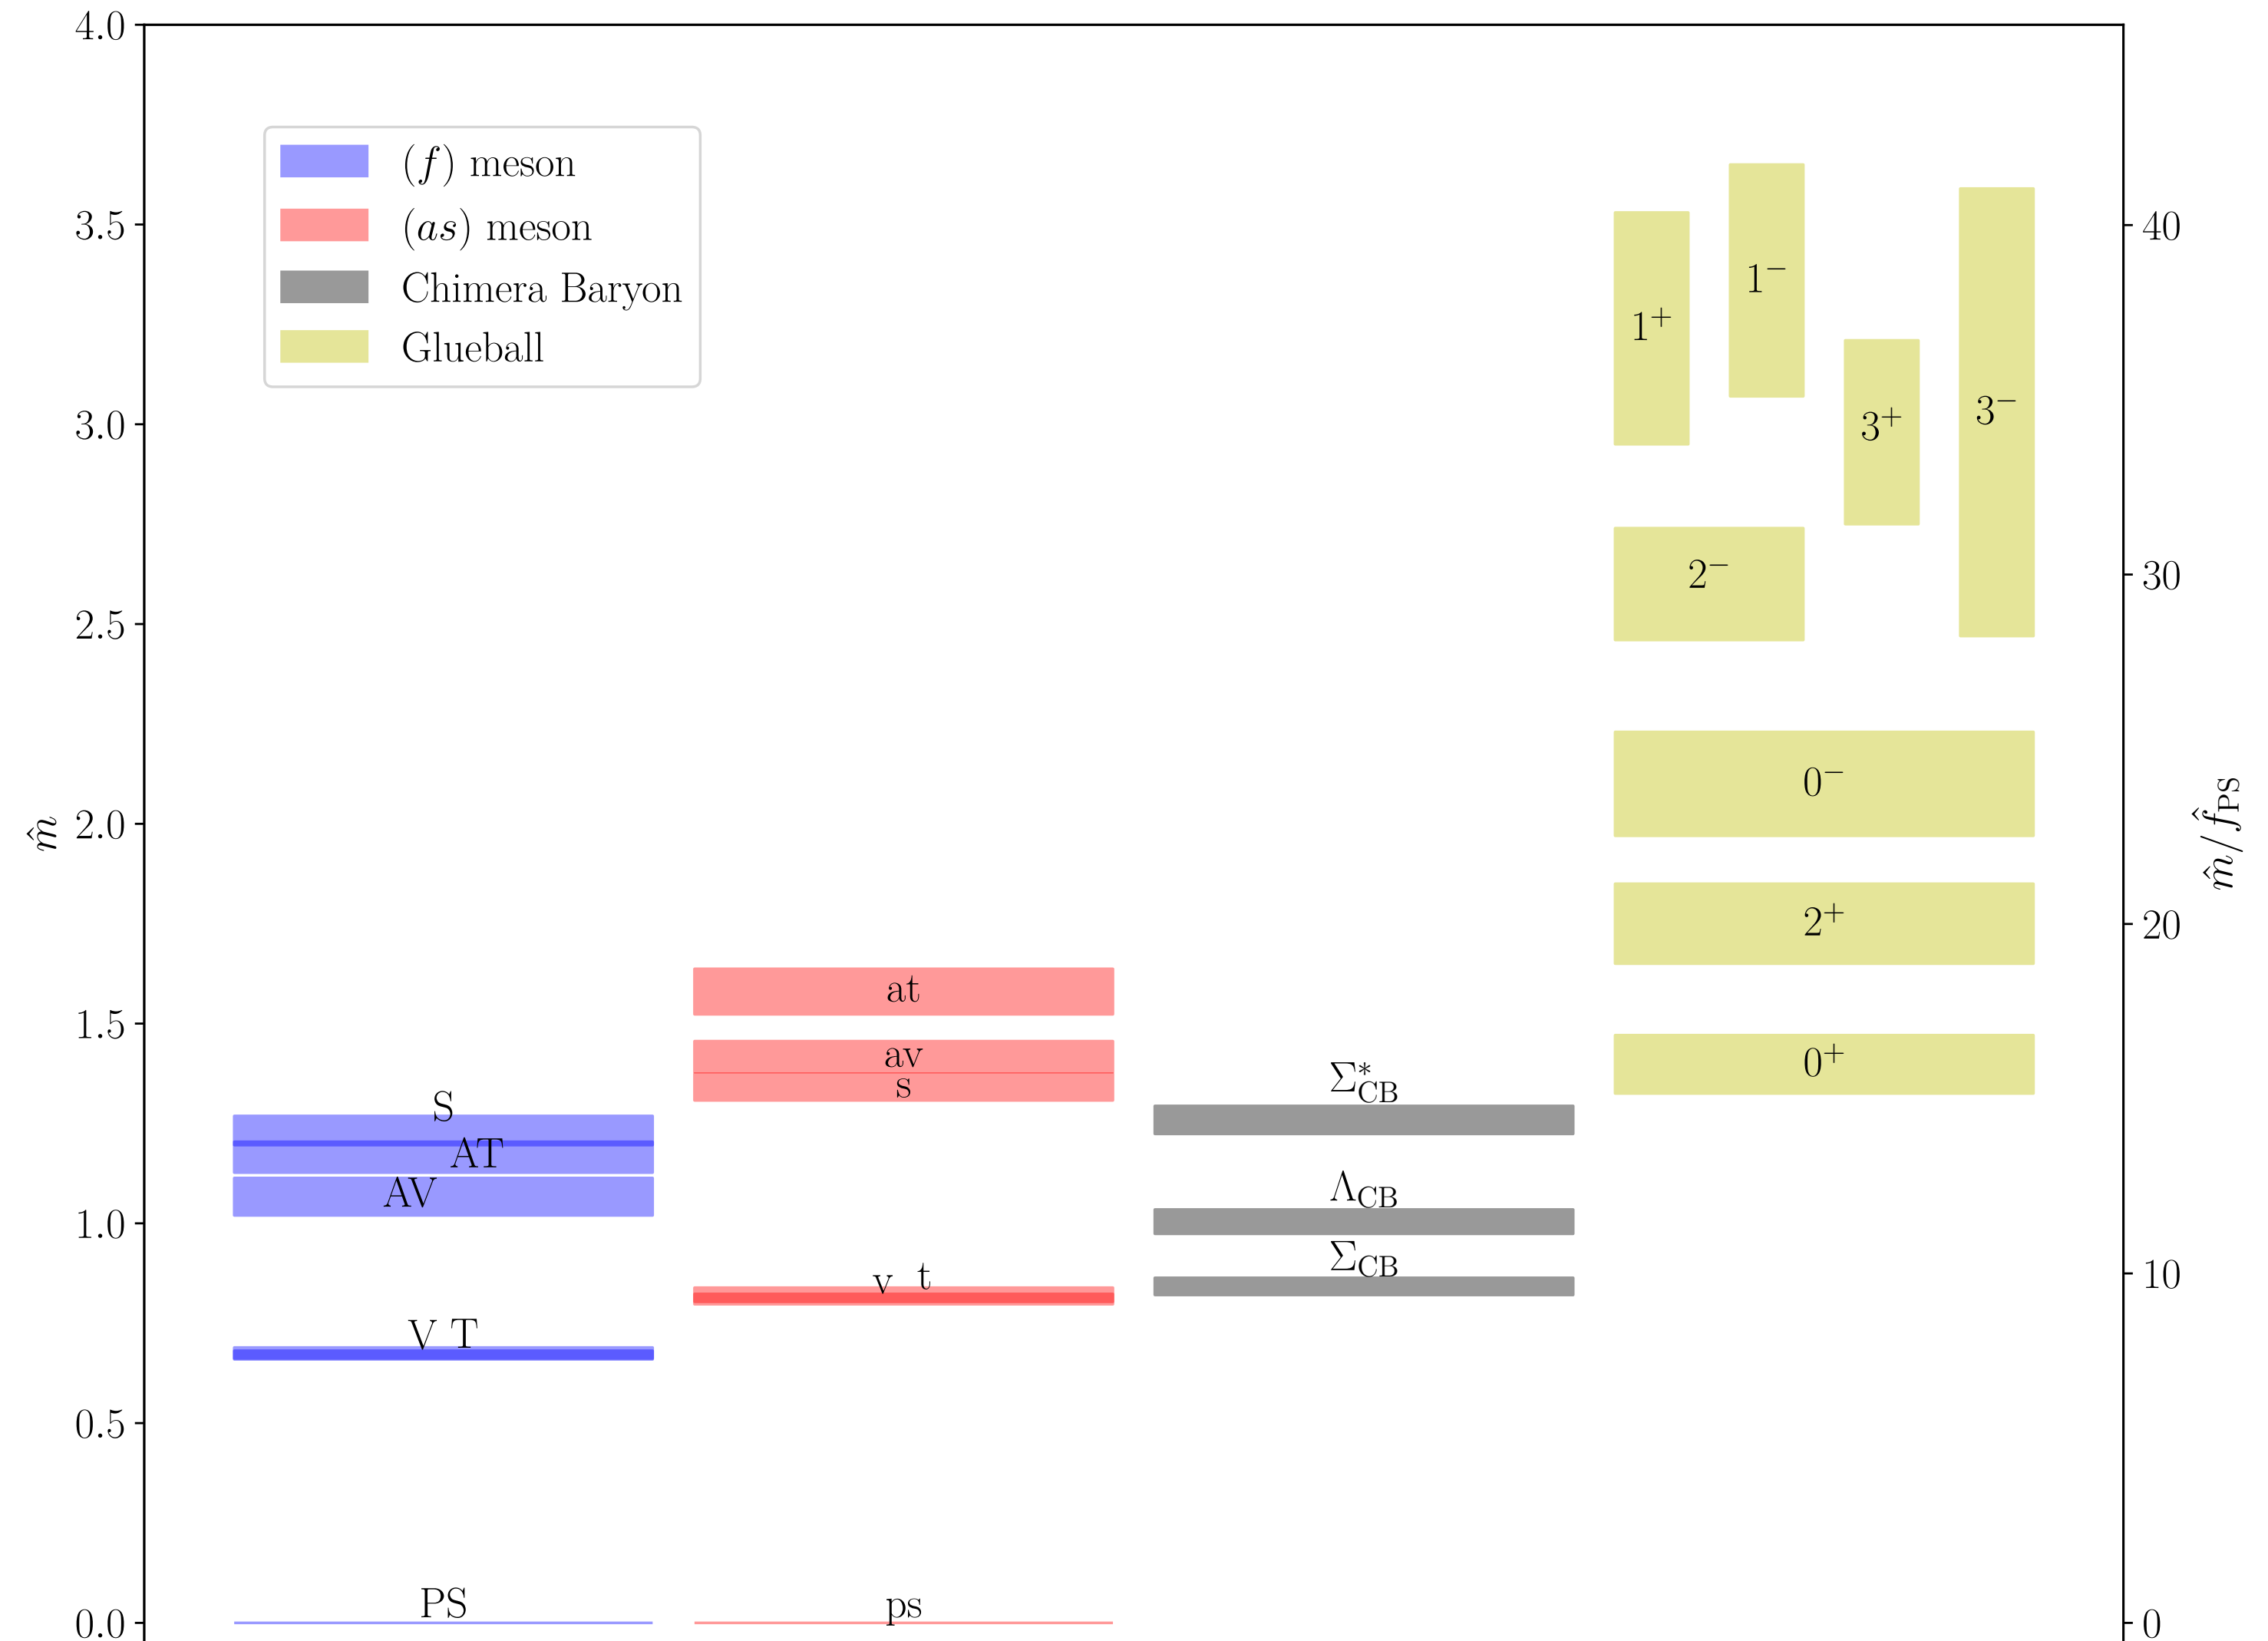 4.0
3.5
3.0
2.5
2.0
1.5
1.0
0.5
0.0
m̂
(f) meson
(as) meson
Chimera Baryon
Glueball
S
AT
AV
V T
PS
at
av
s
v t
ps
Σ*CB
ΛCB
ΣCB
1⁺
1⁻
3⁺
3⁻
2⁻
0⁻
2⁺
0⁺
40
30
20
10
0
m̂/f̂PS